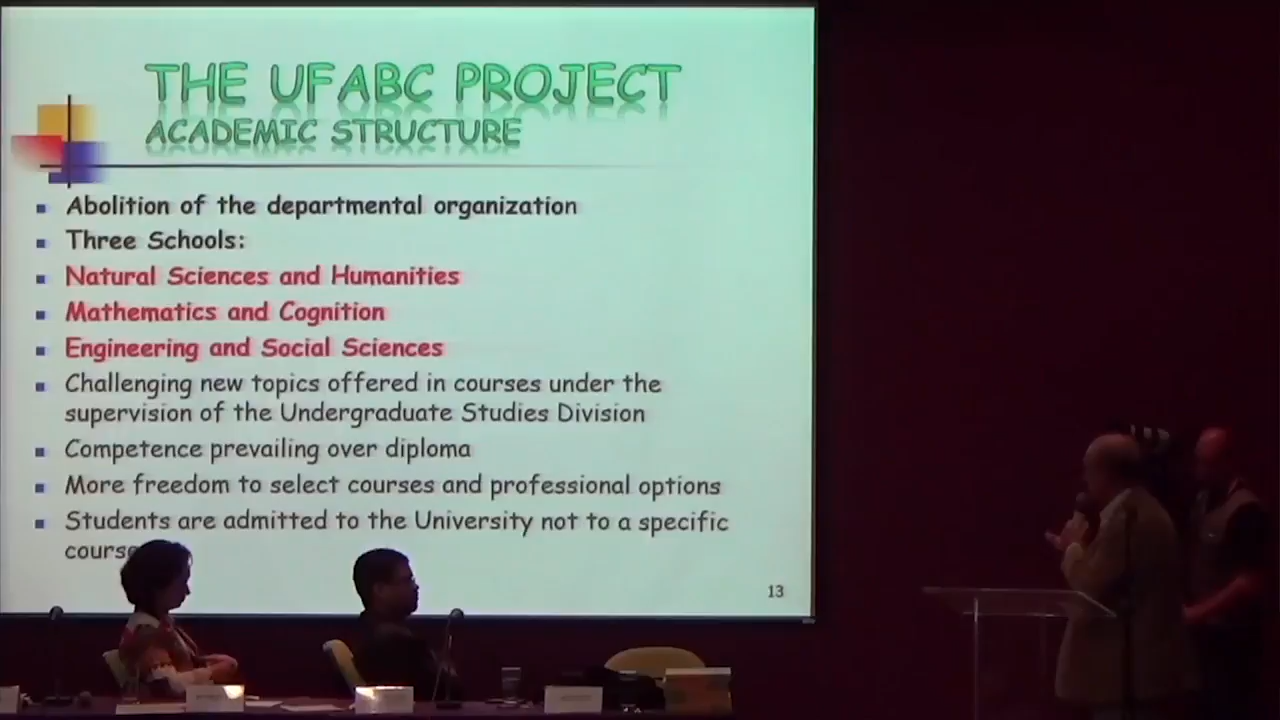 THE UFABC PROJECT
ACADEMIC STRUCTURE
Abolition of the departmental organization
Three Schools:
Natural Sciences and Humanities
Mathematics and Cognition
Engineering and Social Sciences
Challenging new topics offered in courses under the
supervision of the Undergraduate Studies Division
Competence prevailing over diploma
More freedom to select courses and professional options
Students are admitted to the University not to a specific
course
13